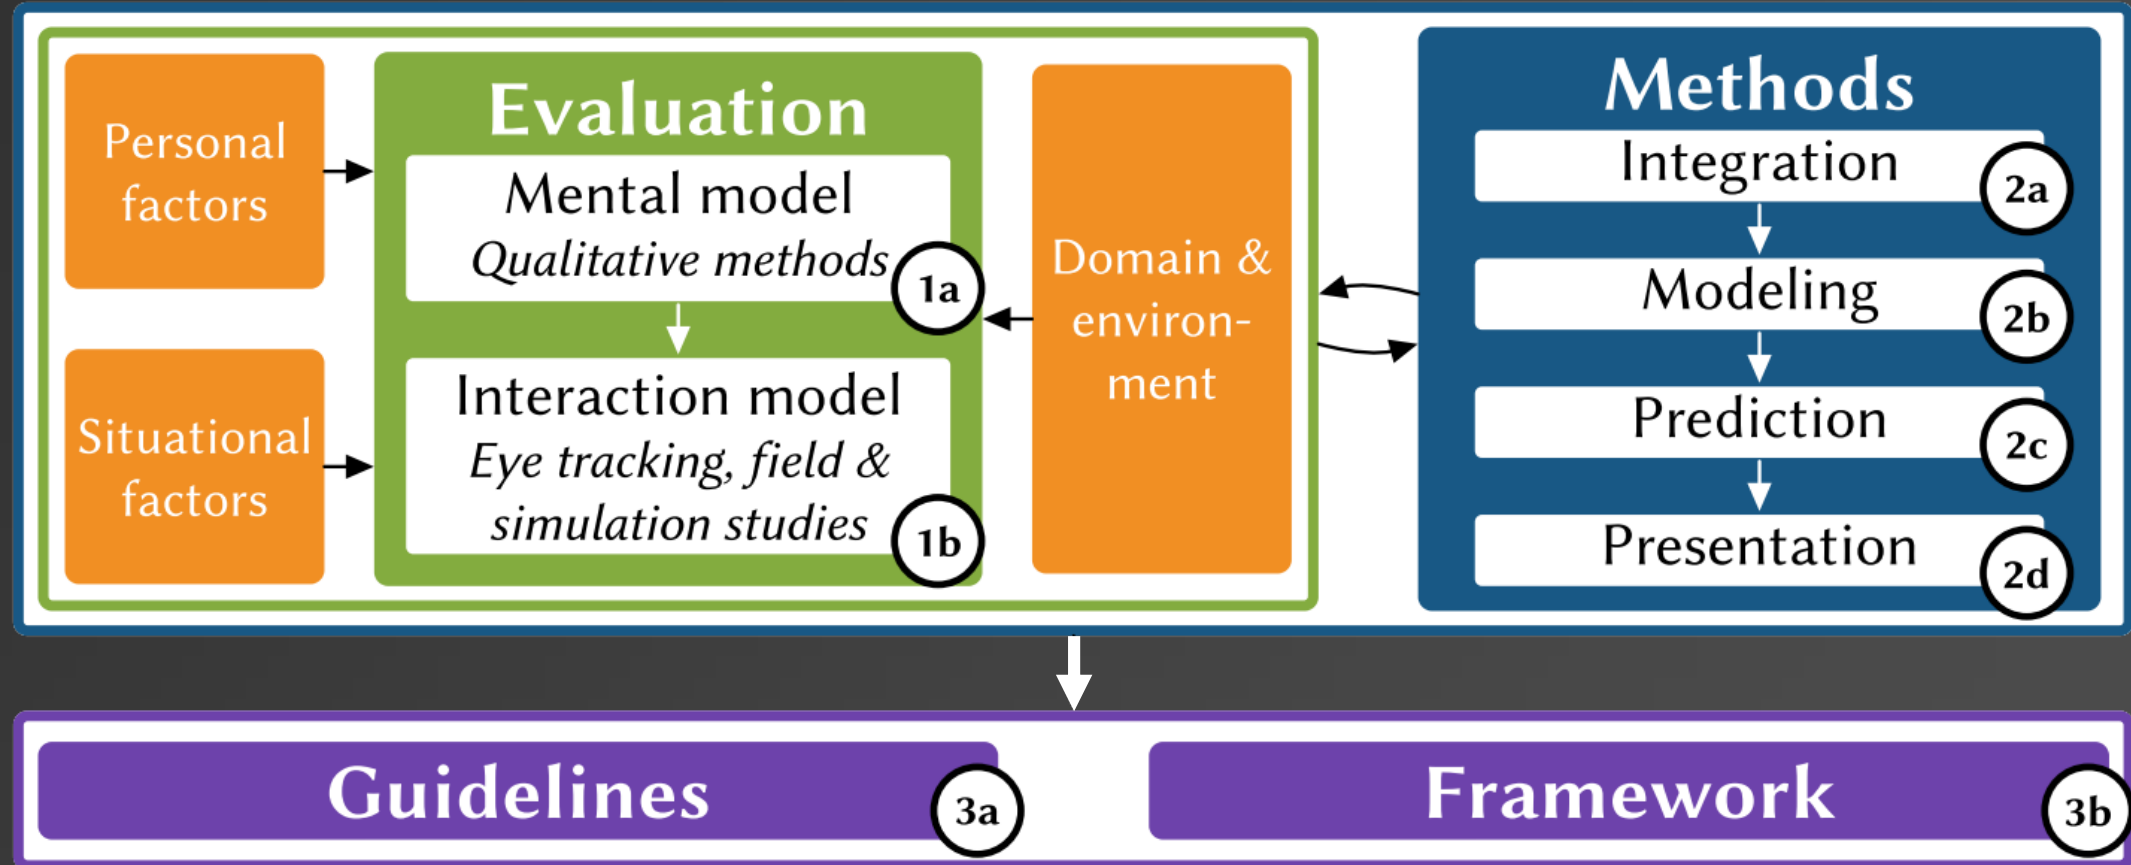 Personal
factors
Situational
factors
Evaluation
Mental model
Qualitative methods
1a
Interaction model
Eye tracking, field &
simulation studies
1b
Domain &
environ-
ment
Methods
Integration
2a
Modeling
2b
Prediction
2c
Presentation
2d
Guidelines
3a
Framework
3b